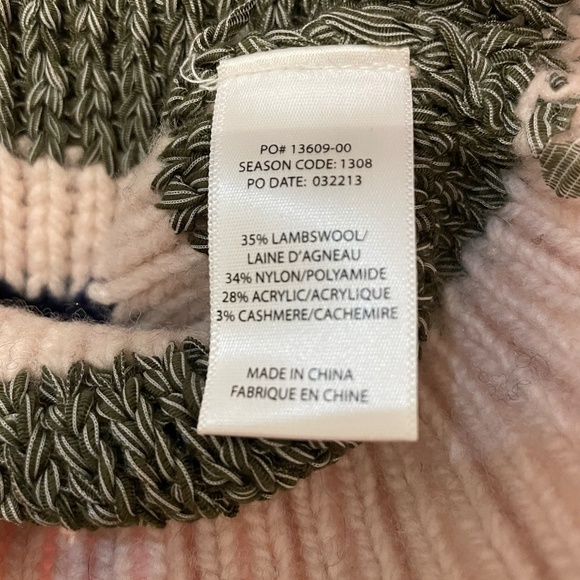 PO# 13609-00
SEASON CODE: 1308
PO DATE: 032213
35% LAMBSWOOL/
LAINE D'AGNEAU
34% NYLON/POLYAMIDE
28% ACRYLIC/ACRYLIQUE
3% CASHMERE/CACHEMIRE
MADE IN CHINA
FABRIQUE EN CHINE